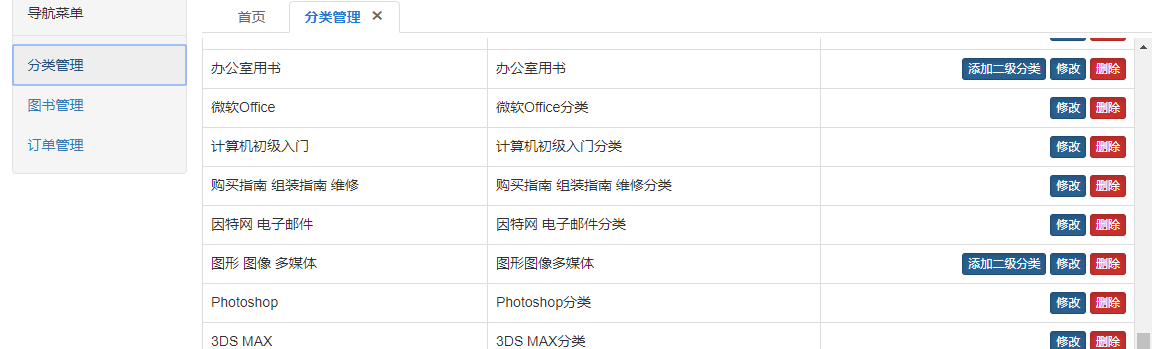 导航菜单
首页 分类管理 ✕
分类管理
图书管理
订单管理
办公室用书 办公室用书 添加二级分类 修改 删除
微软Office 微软Office分类 修改 删除
计算机初级入门 计算机初级入门分类 修改 删除
购买指南 组装指南 维修 购买指南 组装指南 维修分类 修改 删除
因特网 电子邮件 因特网 电子邮件分类 修改 删除
图形 图像 多媒体 图形图像多媒体 添加二级分类 修改 删除
Photoshop Photoshop分类 修改 删除
3DS MAX 3DS MAX分类 修改 删除